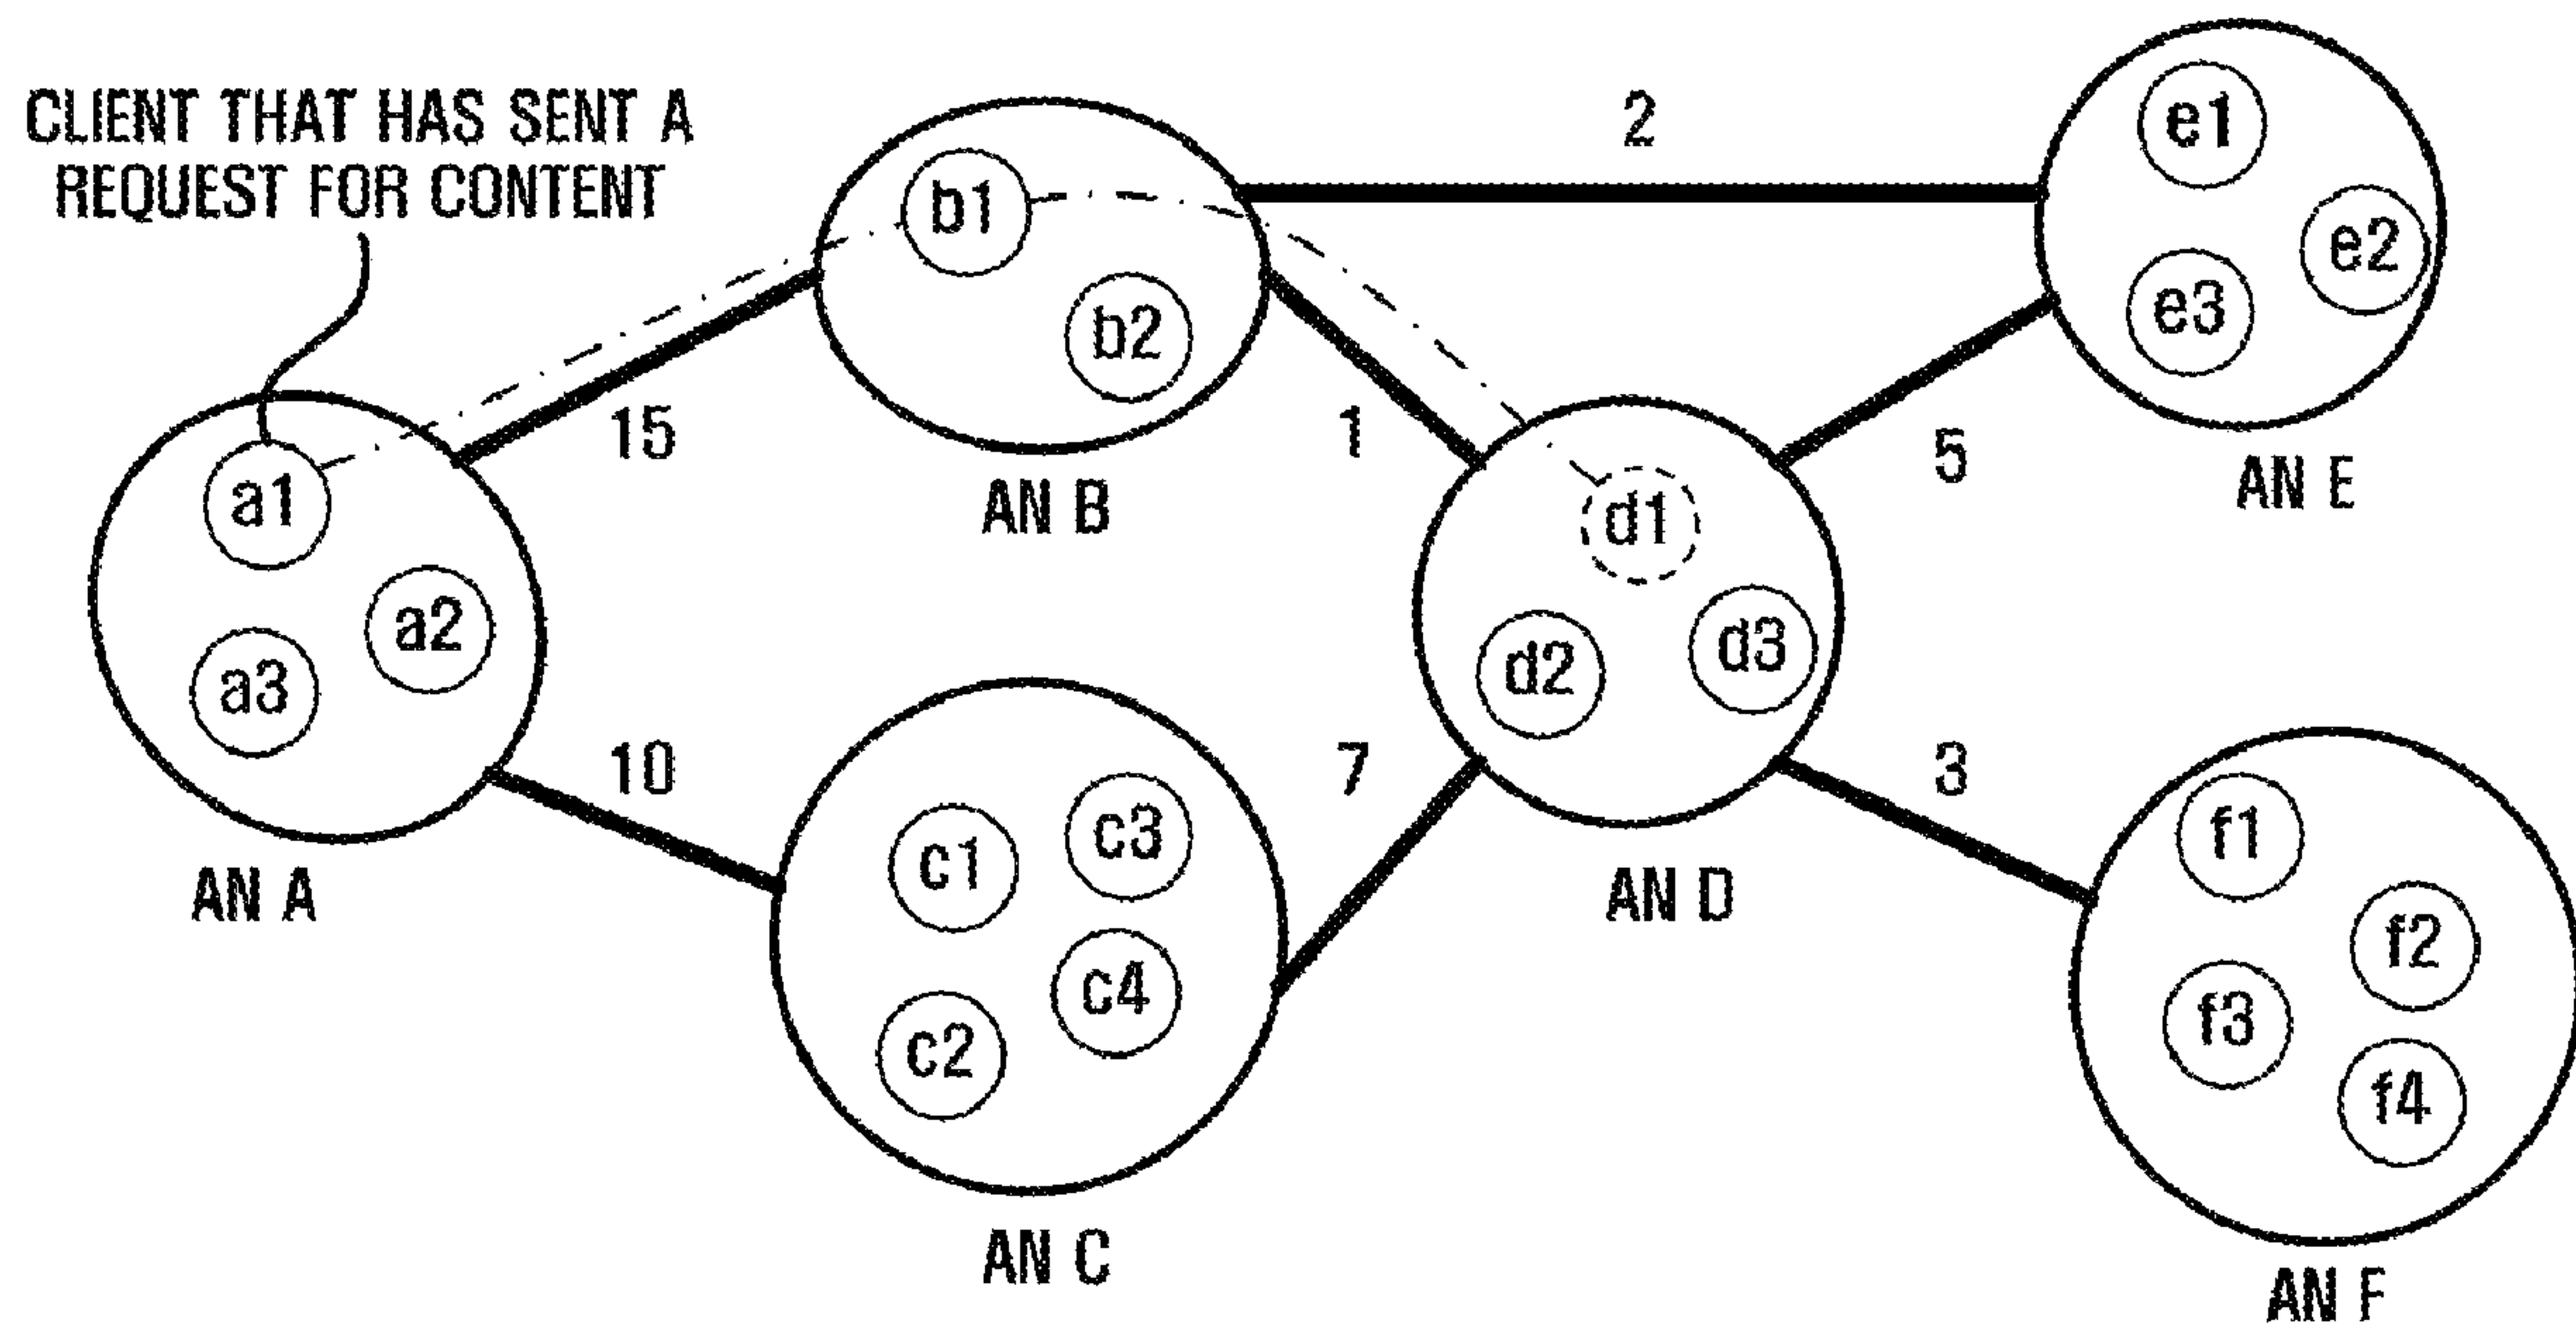 CLIENT THAT HAS SENT A
REQUEST FOR CONTENT
2
e1
e2
e3
AN E
b1
b2
AN B
15
1
5
a1
a2
a3
AN A
d1
d2
d3
AN D
10
7
3
c1
c3
c4
c2
AN C
f1
f2
f3
f4
AN F